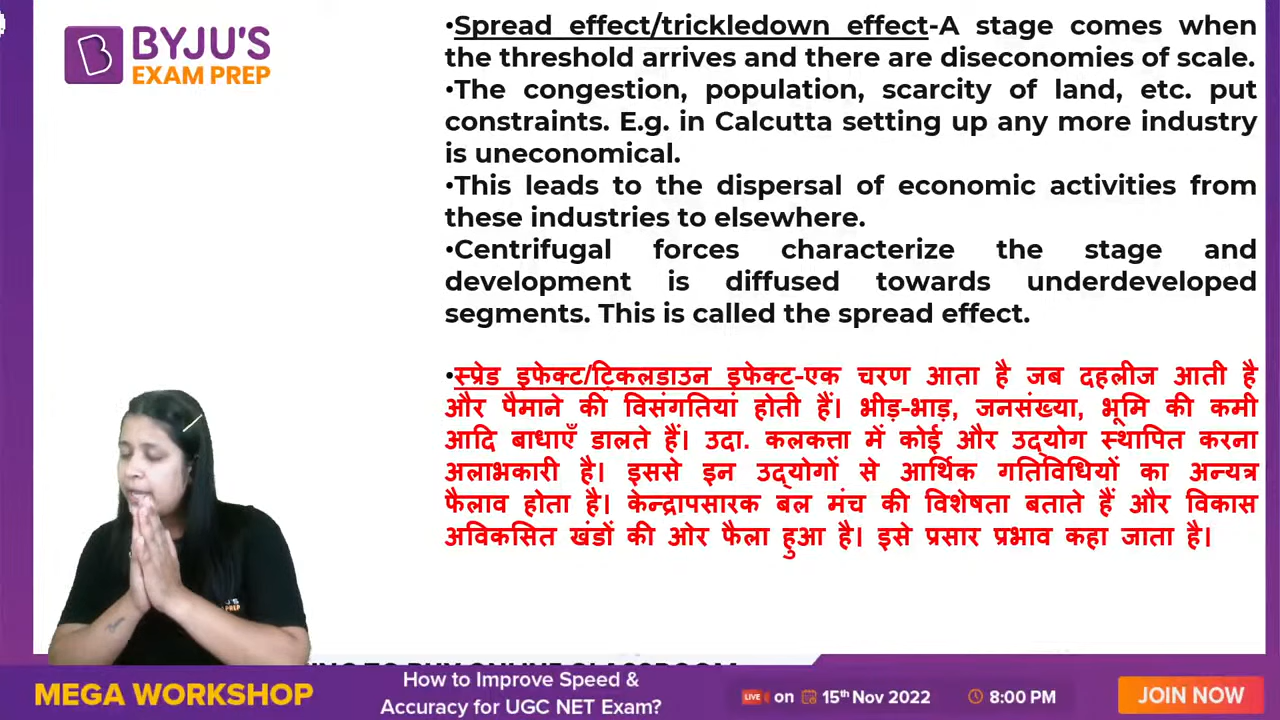 BYJU'S
EXAM PREP
•Spread effect/trickledown effect-A stage comes when
the threshold arrives and there are diseconomies of scale.
•The congestion, population, scarcity of land, etc. put
constraints. E.g. in Calcutta setting up any more industry
is uneconomical.
•This leads to the dispersal of economic activities from
these industries to elsewhere.
•Centrifugal forces characterize the stage and
development is diffused towards underdeveloped
segments. This is called the spread effect.
•स्प्रेड इफेक्ट/ट्रिकलडाउन इफेक्ट-एक चरण आता है जब दहलीज आती है
और पैमाने की विसंगतियां होती हैं। भीड़-भाड़, जनसंख्या, भूमि की कमी
आदि बाधाएँ डालते हैं। उदा. कलकत्ता में कोई और उद्योग स्थापित करना
अलाभकारी है। इससे इन उद्योगों से आर्थिक गतिविधियों का अन्यत्र
फैलाव होता है। केन्द्रापसारक बल मंच की विशेषता बताते हैं और विकास
अविकसित खंडों की ओर फैला हुआ है। इसे प्रसार प्रभाव कहा जाता है।
TO BUY ONLINE CLASSROOM
MEGA WORKSHOP
How to Improve Speed &
Accuracy for UGC NET Exam?
LIVE on 15th Nov 2022 8:00 PM
JOIN NOW